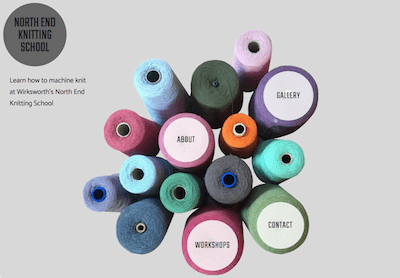 NORTH END
KNITTING
SCHOOL
Learn how to machine knit
at Wirksworth's North End
Knitting School
GALLERY
ABOUT
CONTACT
WORKSHOPS